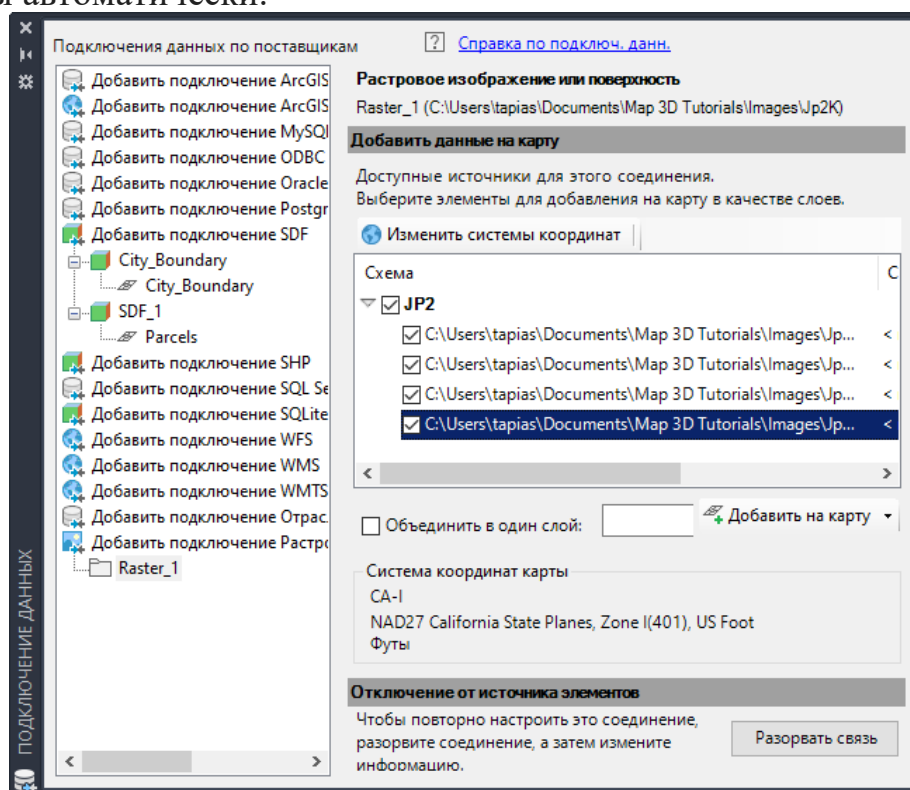 ы автоматически.
Подключения данных по поставщикам
Добавить подключение ArcGIS
Добавить подключение ArcGIS
Добавить подключение MySQ
Добавить подключение ODBC
Добавить подключение Oracle
Добавить подключение Postgr
Добавить подключение SDF
City_Boundary
City_Boundary
SDF_1
Parcels
Добавить подключение SHP
Добавить подключение SQL Se
Добавить подключение SQLite
Добавить подключение WFS
Добавить подключение WMS
Добавить подключение WMTS
Добавить подключение Отрас
Добавить подключение Растро
Raster_1
ПОДКЛЮЧЕНИЕ ДАННЫХ
? Справка по подключ. данн.
Растровое изображение или поверхность
Raster_1 (C:\Users\tapias\Documents\Map 3D Tutorials\Images\Jp2K)
Добавить данные на карту
Доступные источники для этого соединения.
Выберите элементы для добавления на карту в качестве слоев.
Изменить системы координат
Схема С
JP2
C:\Users\tapias\Documents\Map 3D Tutorials\Images\Jp... <
C:\Users\tapias\Documents\Map 3D Tutorials\Images\Jp... <
C:\Users\tapias\Documents\Map 3D Tutorials\Images\Jp... <
C:\Users\tapias\Documents\Map 3D Tutorials\Images\Jp... <
Объединить в один слой:
Добавить на карту
Система координат карты
CA-I
NAD27 California State Planes, Zone I(401), US Foot
Футы
Отключение от источника элементов
Чтобы повторно настроить это соединение,
разорвите соединение, а затем измените
информацию.
Разорвать связь